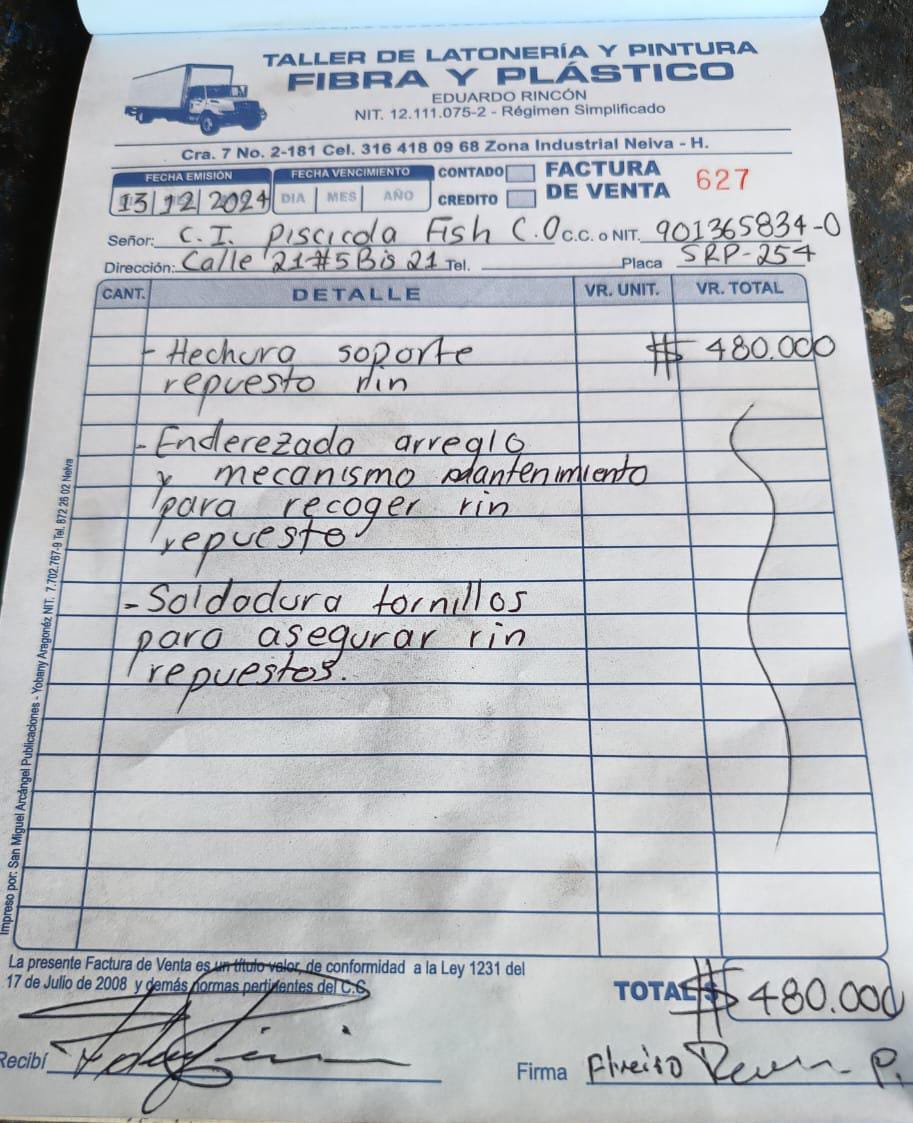 TALLER DE LATONERÍA Y PINTURA
FIBRA Y PLÁSTICO
EDUARDO RINCÓN
NIT. 12.111.075-2 - Régimen Simplificado
Cra. 7 No. 2-181 Cel. 316 418 09 68 Zona Industrial Neiva - H.
FECHA EMISIÓN FECHA VENCIMIENTO CONTADO FACTURA
13 12 2024 DIA MES AÑO CREDITO DE VENTA 627
Señor: C. I. Piscicola Fish C.O C.C. o NIT. 901365834-0
Dirección: Calle 21 #5 Bis 21 Tel. Placa SRP-254
CANT. DETALLE VR. UNIT. VR. TOTAL
- Hechura soporte $ 480.000
repuesto rin
- Enderezada arreglo
y mecanismo Mantenimiento
para recoger rin
repuesto
- Soldadura tornillos
para asegurar rin
repuestos.
Impreso por: San Miguel Arcángel Publicaciones - Yobany Aragonéz NIT. 7.702.767-9 Tel. 872 26 02 Neiva
La presente Factura de Venta es un título valor, de conformidad a la Ley 1231 del
17 de Julio de 2008 y demás normas pertinentes del C.C.
TOTAL $ 480.000
Recibí
Firma